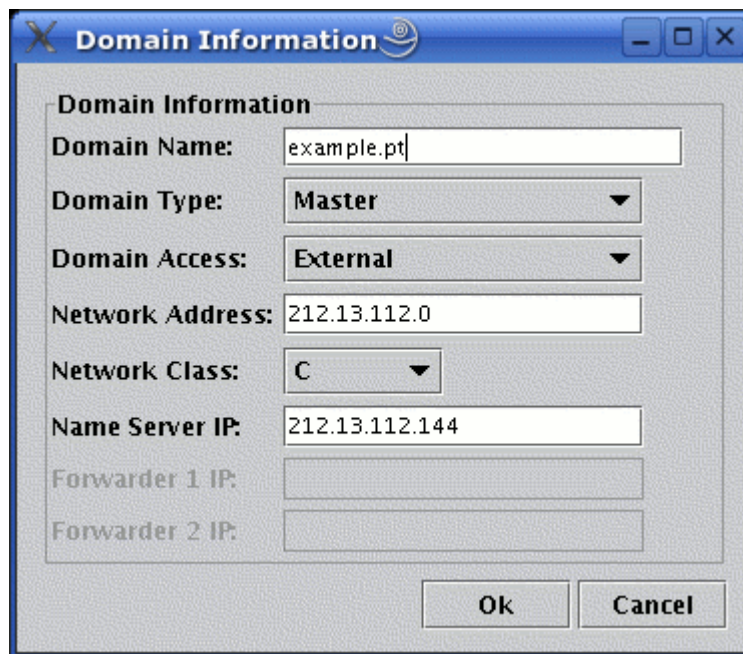 Domain Information
Domain Information
Domain Name: example.pt
Domain Type: Master
Domain Access: External
Network Address: 212.13.112.0
Network Class: C
Name Server IP: 212.13.112.144
Forwarder 1 IP:
Forwarder 2 IP:
Ok Cancel